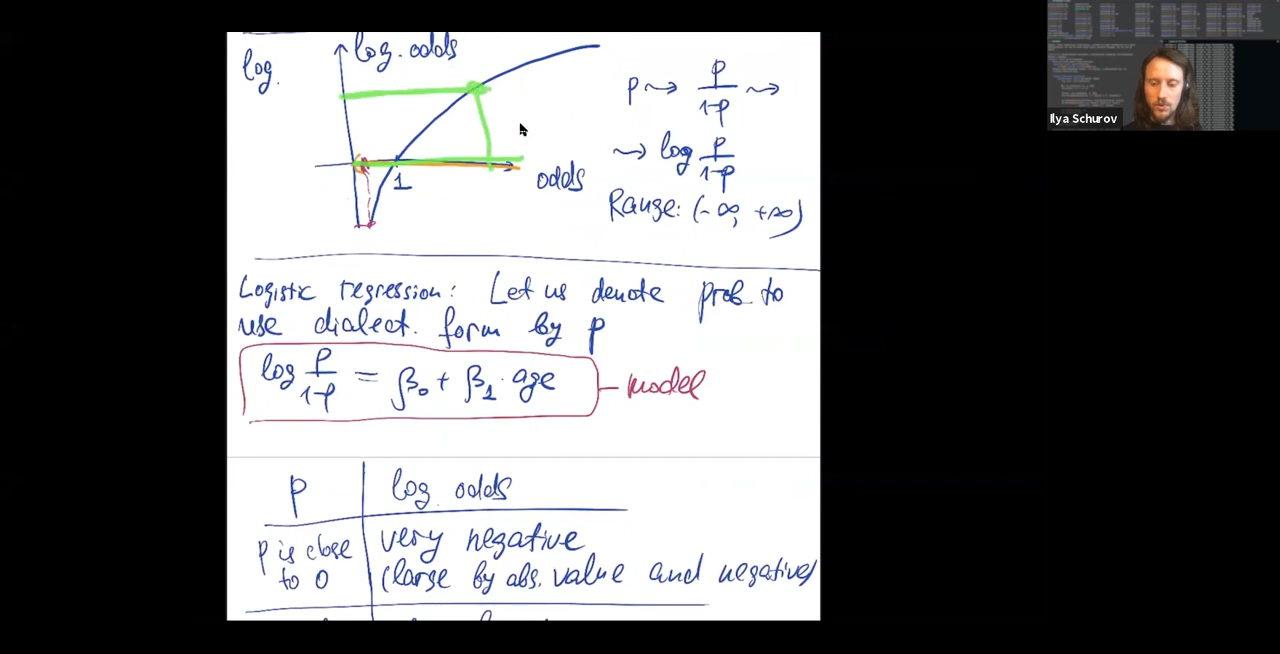 log.
log. odds
1
odds
p ⤳ p/1-p ⤳
⤳ log p/1-p
Range: (-∞, +∞)
Logistic regression: Let us denote prob. to
use dialect. form by p
log p/1-p = β₀ + β₁ · age
model
p
log odds
p is close
to 0
very negative
(large by abs. value and negative)
Ilya Schurov